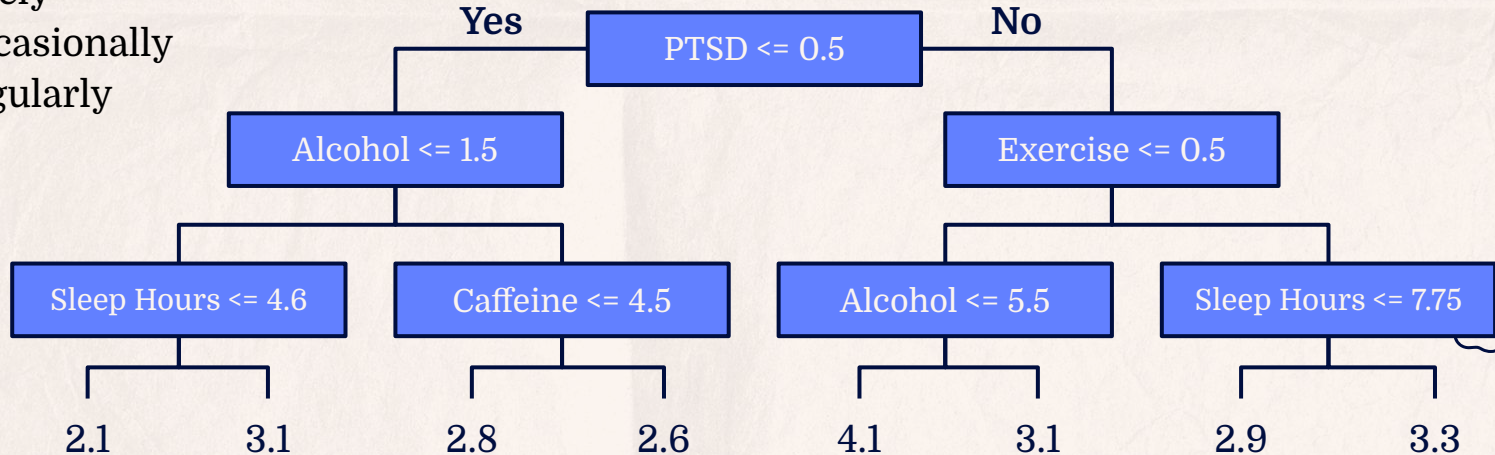 Yes
No
PTSD <= 0.5
Alcohol <= 1.5
Exercise <= 0.5
Sleep Hours <= 4.6
Caffeine <= 4.5
Alcohol <= 5.5
Sleep Hours <= 7.75
2.1
3.1
2.8
2.6
4.1
3.1
2.9
3.3